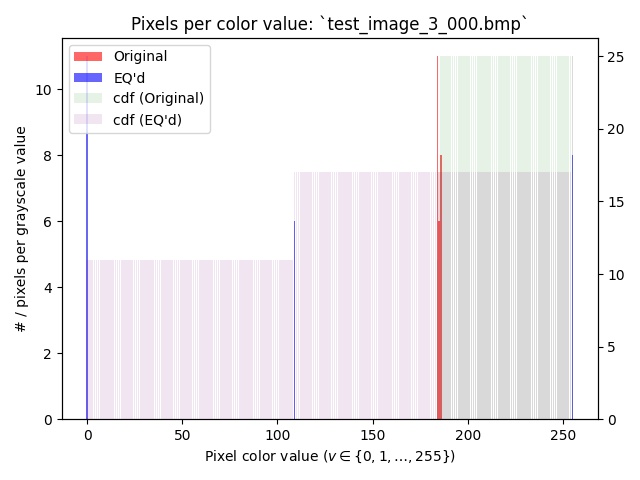 Pixels per color value: `test_image_3_000.bmp`
Original
EQ'd
cdf (Original)
cdf (EQ'd)
# / pixels per grayscale value
0
2
4
6
8
10
0
5
10
15
20
25
0 50 100 150 200 250
Pixel color value (v ∈ {0, 1, ..., 255})